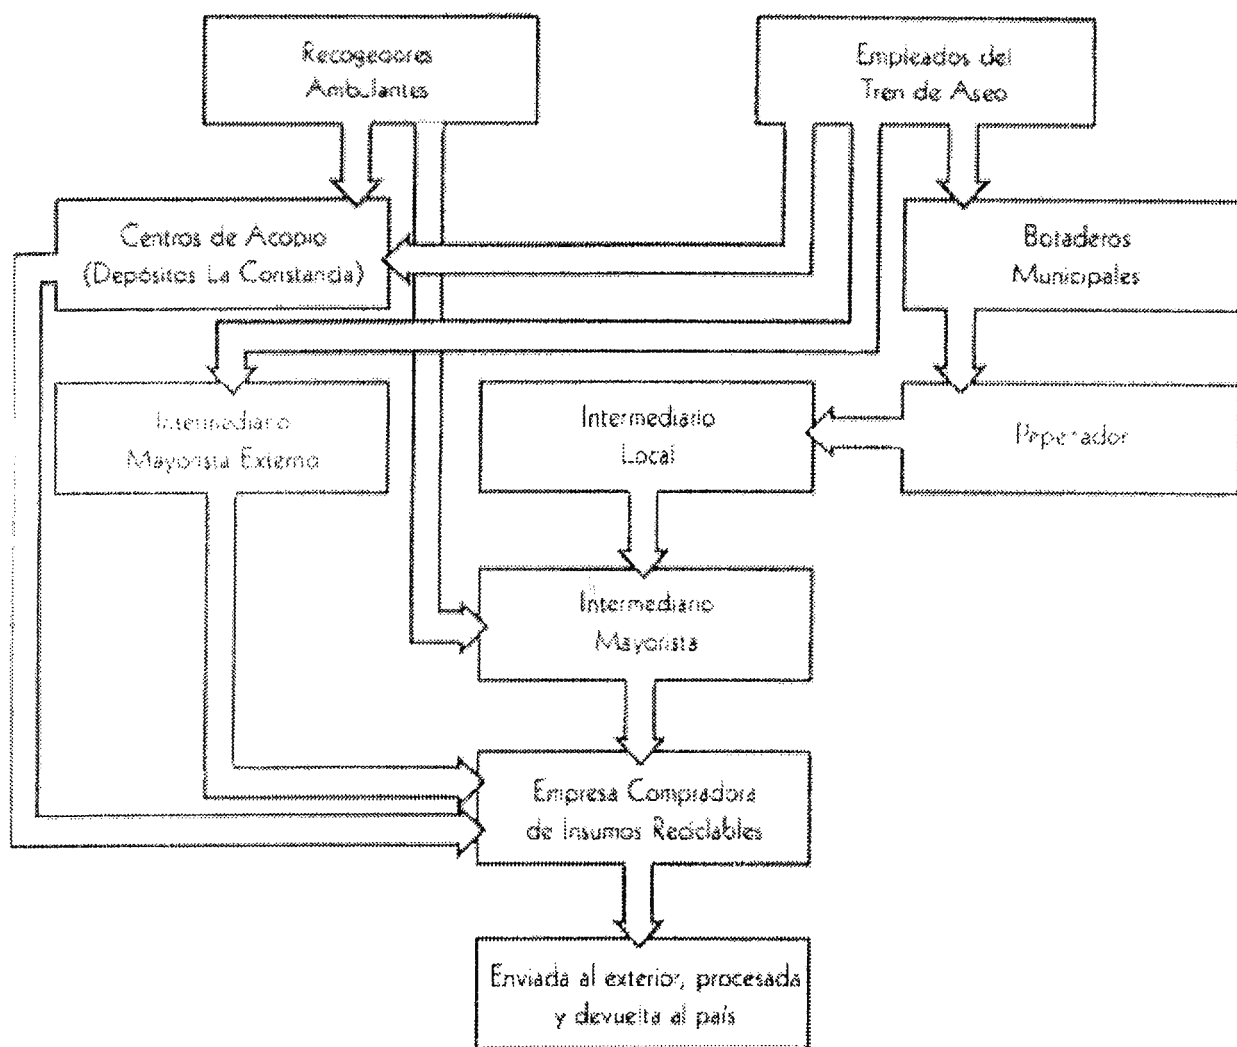 Recogedores
Ambulantes
Empleados del
Tren de Aseo
Centros de Acopio
(Depósitos La Constancia)
Botaderos
Municipales
Intermediario
Mayorista Externo
Intermediario
Local
Pepenador
Intermediario
Mayorista
Empresa Compradora
de Insumos Reciclables
Enviada al exterior, procesada
y devuelta al país